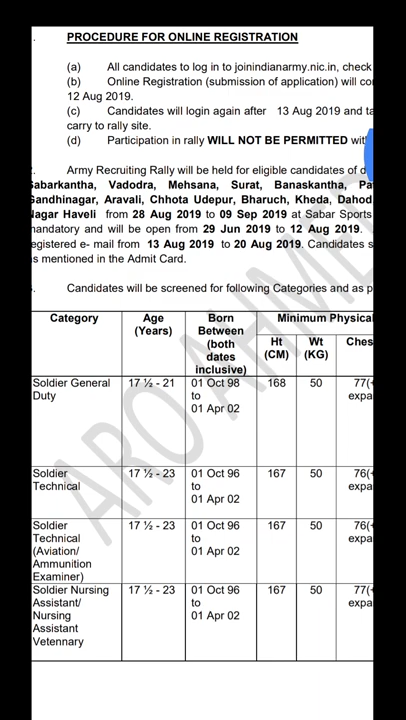 . PROCEDURE FOR ONLINE REGISTRATION
(a) All candidates to log in to joinindianarmy.nic.in, check
(b) Online Registration (submission of application) will
12 Aug 2019.
(c) Candidates will login again after 13 Aug 2019 and
carry to rally site.
(d) Participation in rally WILL NOT BE PERMITTED
Army Recruiting Rally will be held for eligible candidates of
Sabarkantha, Vadodra, Mehsana, Surat, Banaskantha,
Gandhinagar, Aravali, Chhota Udepur, Bharuch, Kheda, Dahod
Nagar Haveli from 28 Aug 2019 to 09 Sep 2019 at Sabar Sports
mandatory and will be open from 29 Jun 2019 to 12 Aug 2019.
egistered e- mail from 13 Aug 2019 to 20 Aug 2019. Candidates
as mentioned in the Admit Card.
Candidates will be screened for following Categories and as
Category Age (Years) Born Between (both dates inclusive) Minimum Physical
Ht (CM) Wt (KG) Ches
Soldier General Duty 17 ½ - 21 01 Oct 98 to 01 Apr 02 168 50 77(+ expa
Soldier Technical 17 ½ - 23 01 Oct 96 to 01 Apr 02 167 50 76(+ expa
Soldier Technical (Aviation/ Ammunition Examiner) 17 ½ - 23 01 Oct 96 to 01 Apr 02 167 50 76(+ expa
Soldier Nursing Assistant/ Nursing Assistant Vetennary 17 ½ - 23 01 Oct 96 to 01 Apr 02 167 50 77(+ expa
ARO AHMED